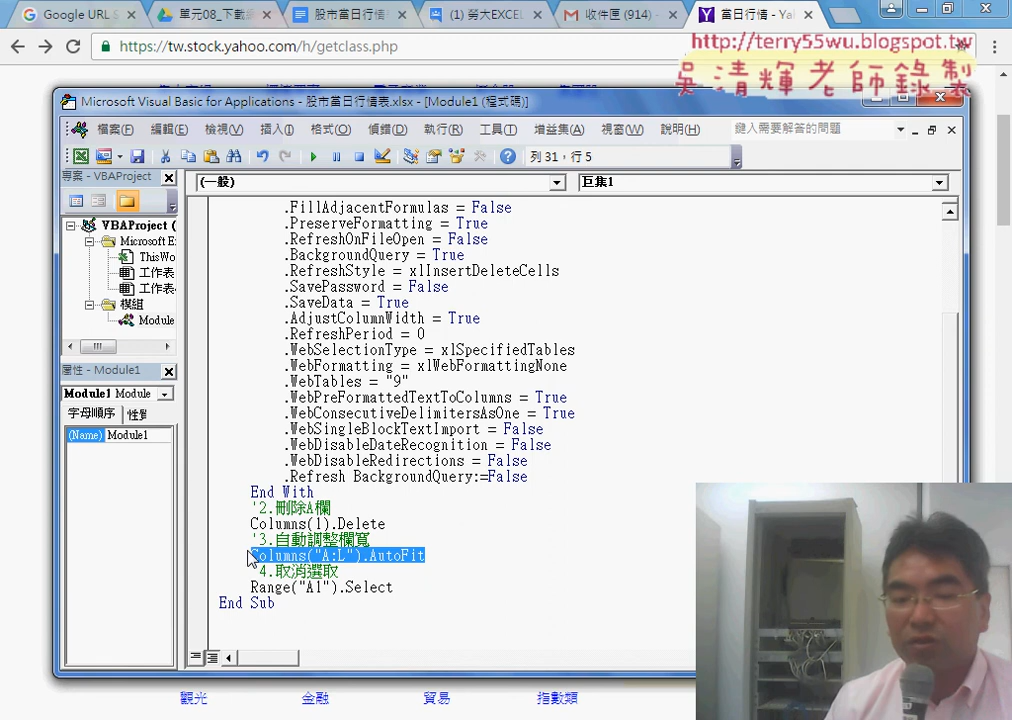 Google URL S
單元08_下載
股市當日行情
(1) 勞大EXCEL
收件匣 (914) -
當日行情 - Ya
https://tw.stock.yahoo.com/h/getclass.php
http://terry55wu.blogspot.tw
吳清輝老師錄製
Microsoft Visual Basic for Applications - 股市當日行情表.xlsx - [Module1 (程式碼)]
檔案(F) 編輯(E) 檢視(V) 插入(I) 格式(O) 偵錯(D) 執行(R) 工具(T) 增益集(A) 視窗(W) 說明(H) 鍵入需要解答的問題
列 31，行 5
專案 - VBAProject
(一般)
巨集1
VBAProject (
Microsoft E
ThisWo
工作表
工作表
模組
Module
屬性 - Module1
Module1 Module
字母順序 性質
(Name) Module1
.FillAdjacentFormulas = False
.PreserveFormatting = True
.RefreshOnFileOpen = False
.BackgroundQuery = True
.RefreshStyle = xlInsertDeleteCells
.SavePassword = False
.SaveData = True
.AdjustColumnWidth = True
.RefreshPeriod = 0
.WebSelectionType = xlSpecifiedTables
.WebFormatting = xlWebFormattingNone
.WebTables = "9"
.WebPreFormattedTextToColumns = True
.WebConsecutiveDelimitersAsOne = True
.WebSingleBlockTextImport = False
.WebDisableDateRecognition = False
.WebDisableRedirections = False
.Refresh BackgroundQuery:=False
End With
'2.刪除A欄
Columns(1).Delete
'3.自動調整欄寬
Columns("A:L").AutoFit
'4.取消選取
Range("A1").Select
End Sub
觀光 金融 貿易 指數類